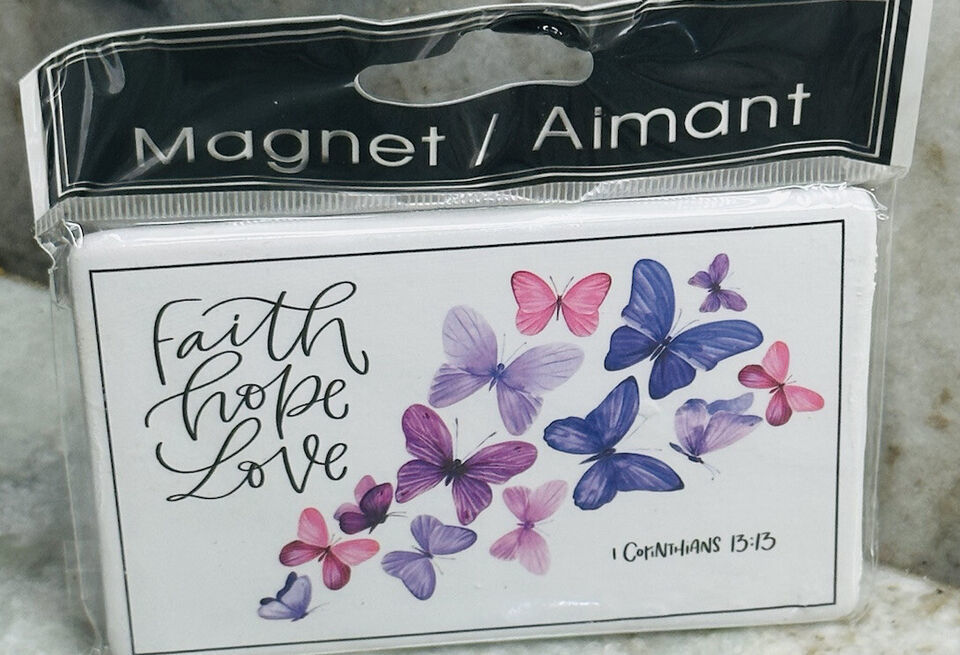 Magnet / Aimant
Faith
hope
Love
1 Corinthians 13:13